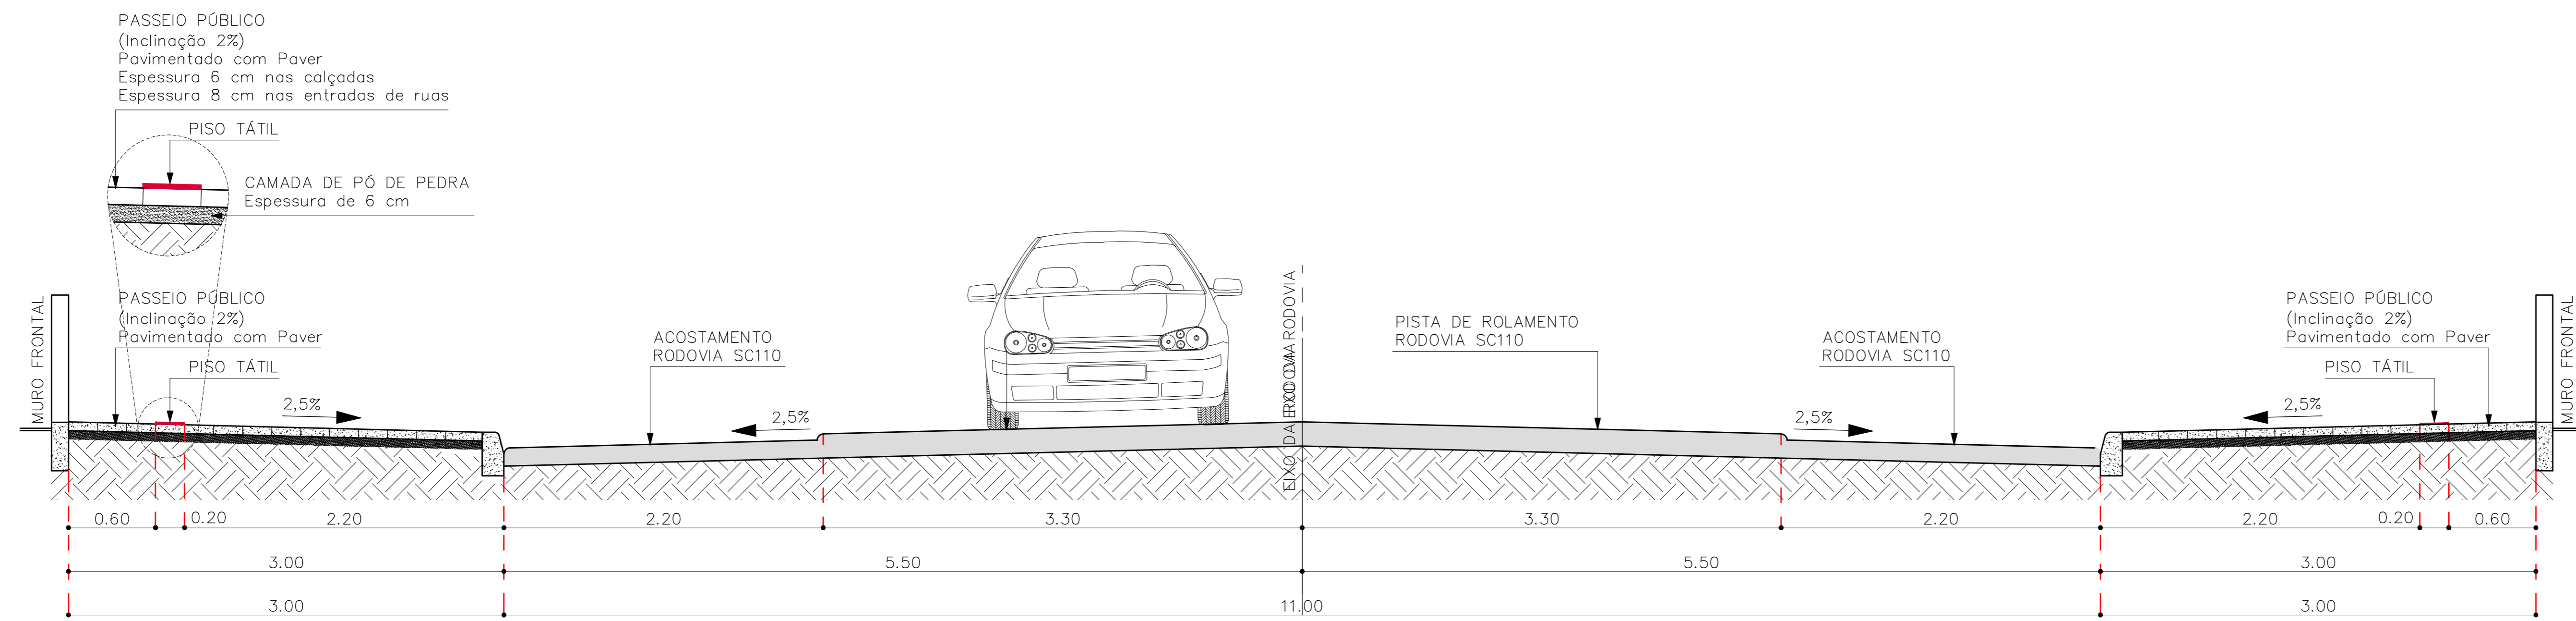 PASSEIO PÚBLICO
(Inclinação 2%)
Pavimentado com Paver
Espessura 6 cm nas calçadas
Espessura 8 cm nas entradas de ruas
PISO TÁTIL
CAMADA DE PÓ DE PEDRA
Espessura de 6 cm
MURO FRONTAL
PASSEIO PÚBLICO
(Inclinação 2%)
Pavimentado com Paver
PISO TÁTIL
2,5%
ACOSTAMENTO
RODOVIA SC110
2,5%
EIXO DA RODOVIA
EIXO DA RODOVIA
PISTA DE ROLAMENTO
RODOVIA SC110
2,5%
ACOSTAMENTO
RODOVIA SC110
2,5%
PASSEIO PÚBLICO
(Inclinação 2%)
Pavimentado com Paver
PISO TÁTIL
MURO FRONTAL
0.60 0.20 2.20 2.20 3.30 3.30 2.20 2.20 0.20 0.60
3.00 5.50 5.50 3.00
3.00 11.00 3.00